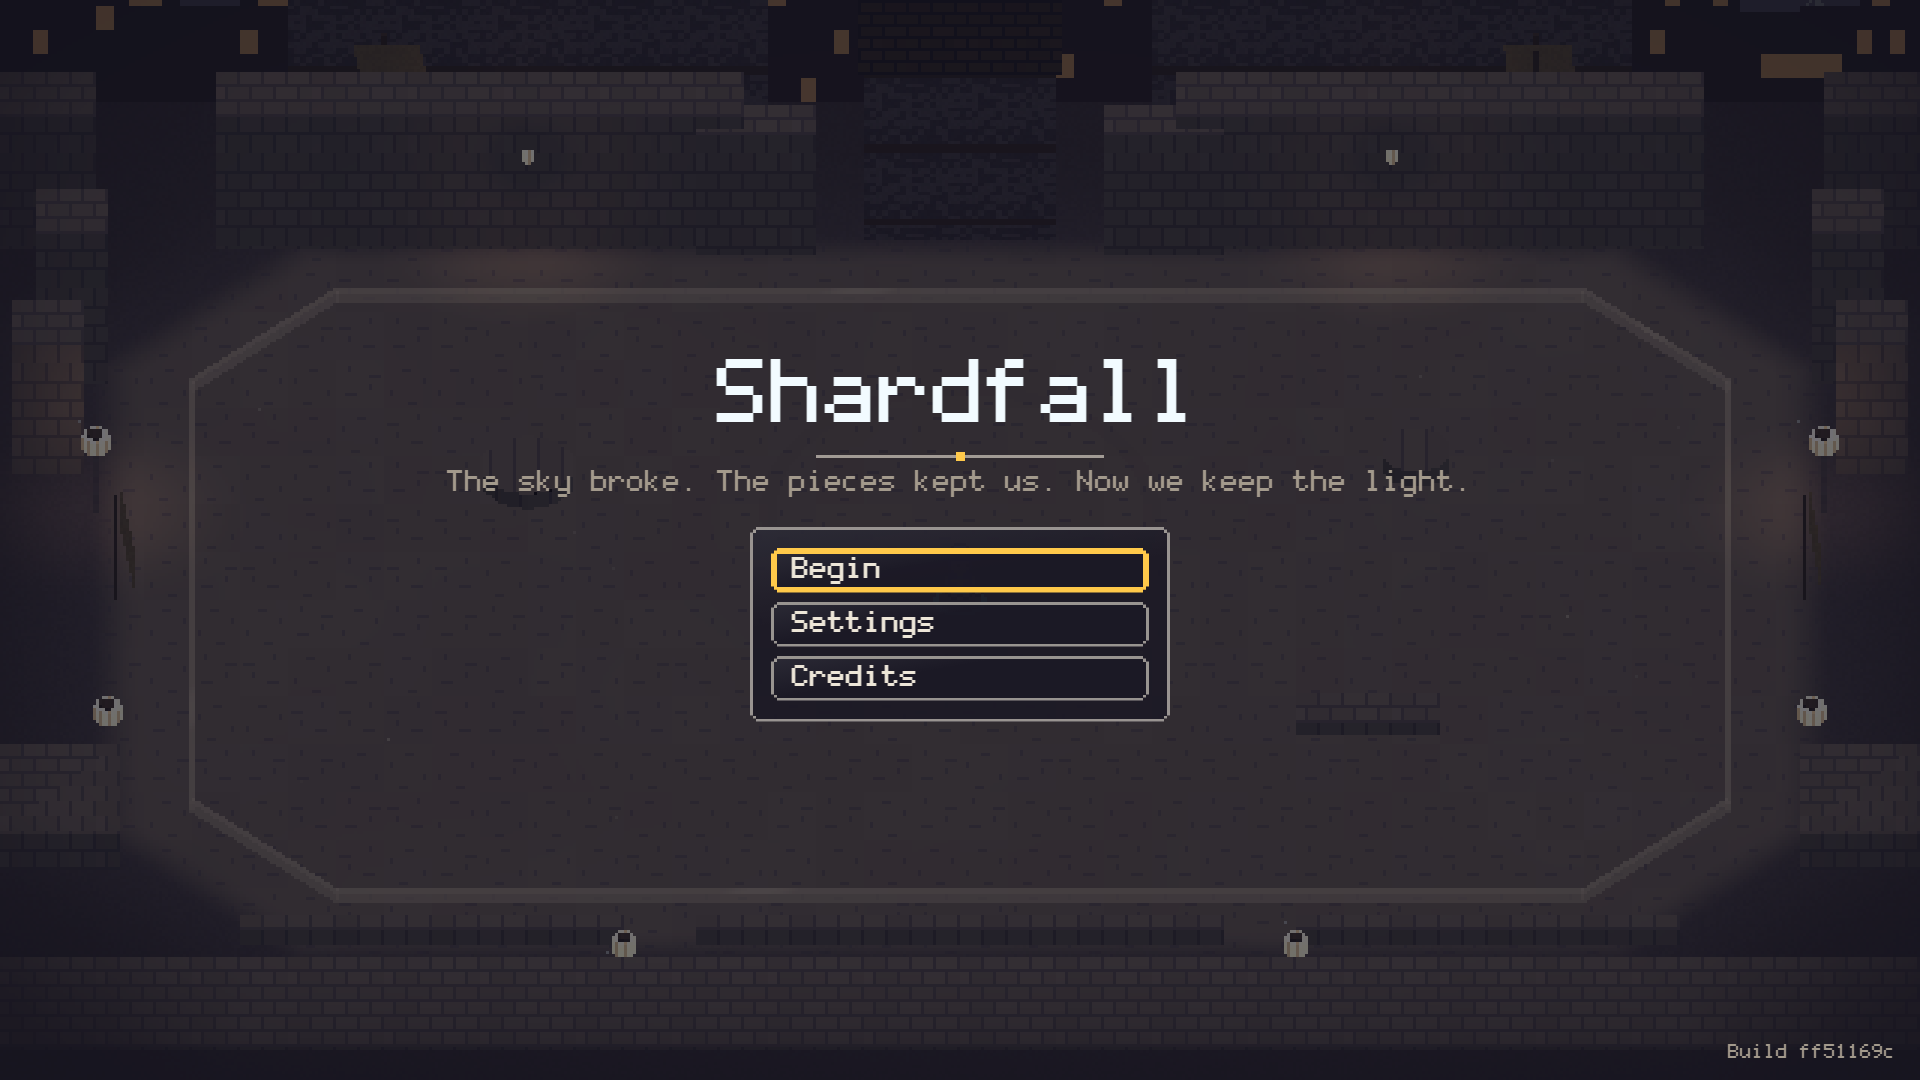 Shardfall
The sky broke. The pieces kept us. Now we keep the light.
Begin
Settings
Credits
Build ff51169c